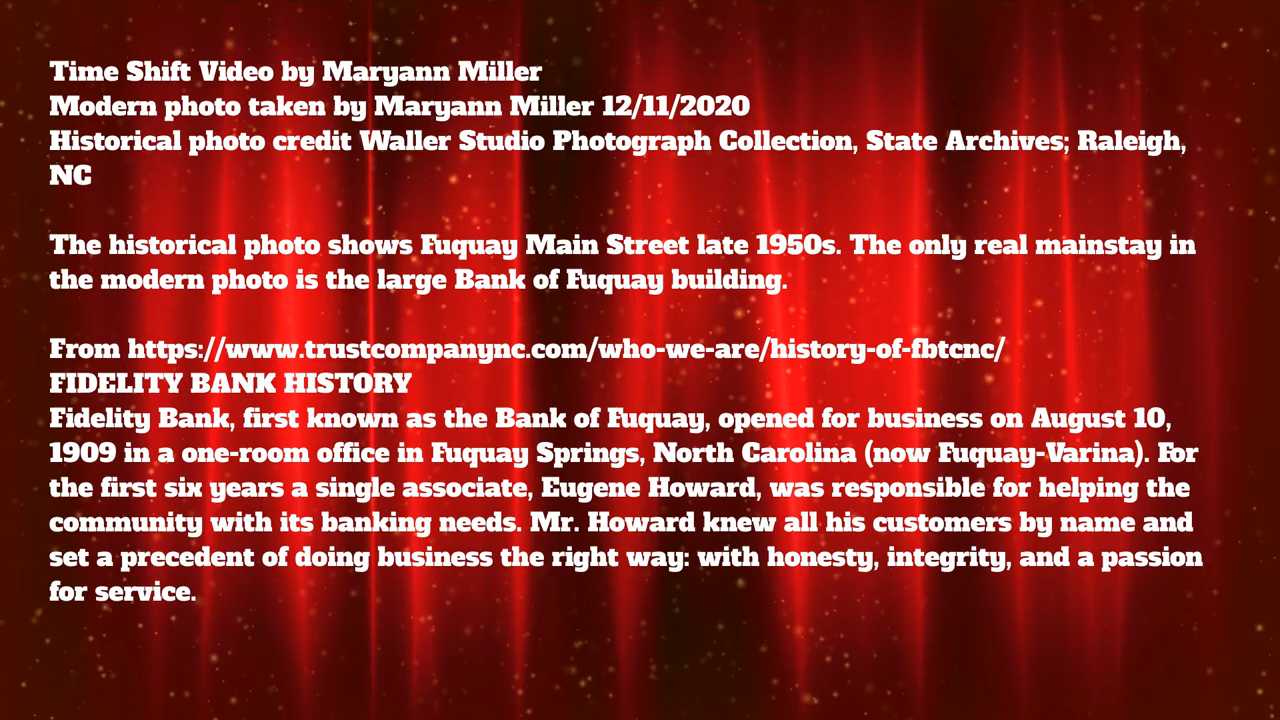 Time Shift Video by Maryann Miller
Modern photo taken by Maryann Miller 12/11/2020
Historical photo credit Waller Studio Photograph Collection, State Archives; Raleigh,
NC
The historical photo shows Fuquay Main Street late 1950s. The only real mainstay in
the modern photo is the large Bank of Fuquay building.
From https://www.trustcompanync.com/who-we-are/history-of-fbtcnc/
FIDELITY BANK HISTORY
Fidelity Bank, first known as the Bank of Fuquay, opened for business on August 10,
1909 in a one-room office in Fuquay Springs, North Carolina (now Fuquay-Varina). For
the first six years a single associate, Eugene Howard, was responsible for helping the
community with its banking needs. Mr. Howard knew all his customers by name and
set a precedent of doing business the right way: with honesty, integrity, and a passion
for service.